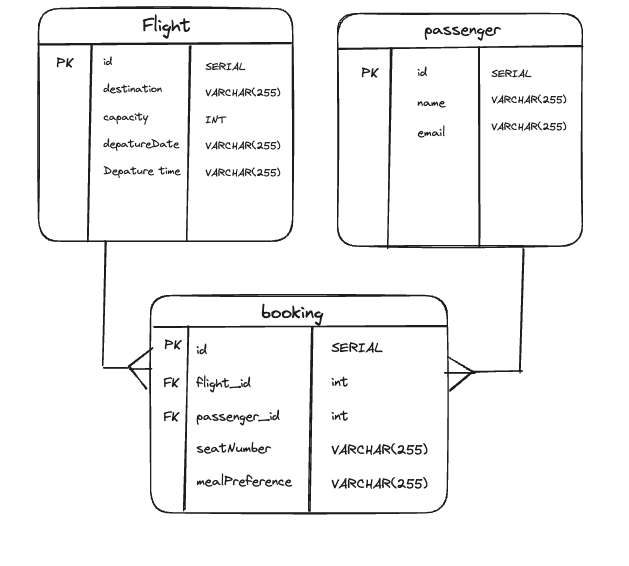 Flight
PK id SERIAL
destination VARCHAR(255)
capacity INT
depatureDate VARCHAR(255)
Depature time VARCHAR(255)
passenger
PK id SERIAL
name VARCHAR(255)
email VARCHAR(255)
booking
PK id SERIAL
FK flight_id int
FK passenger_id int
seatNumber VARCHAR(255)
mealPreference VARCHAR(255)